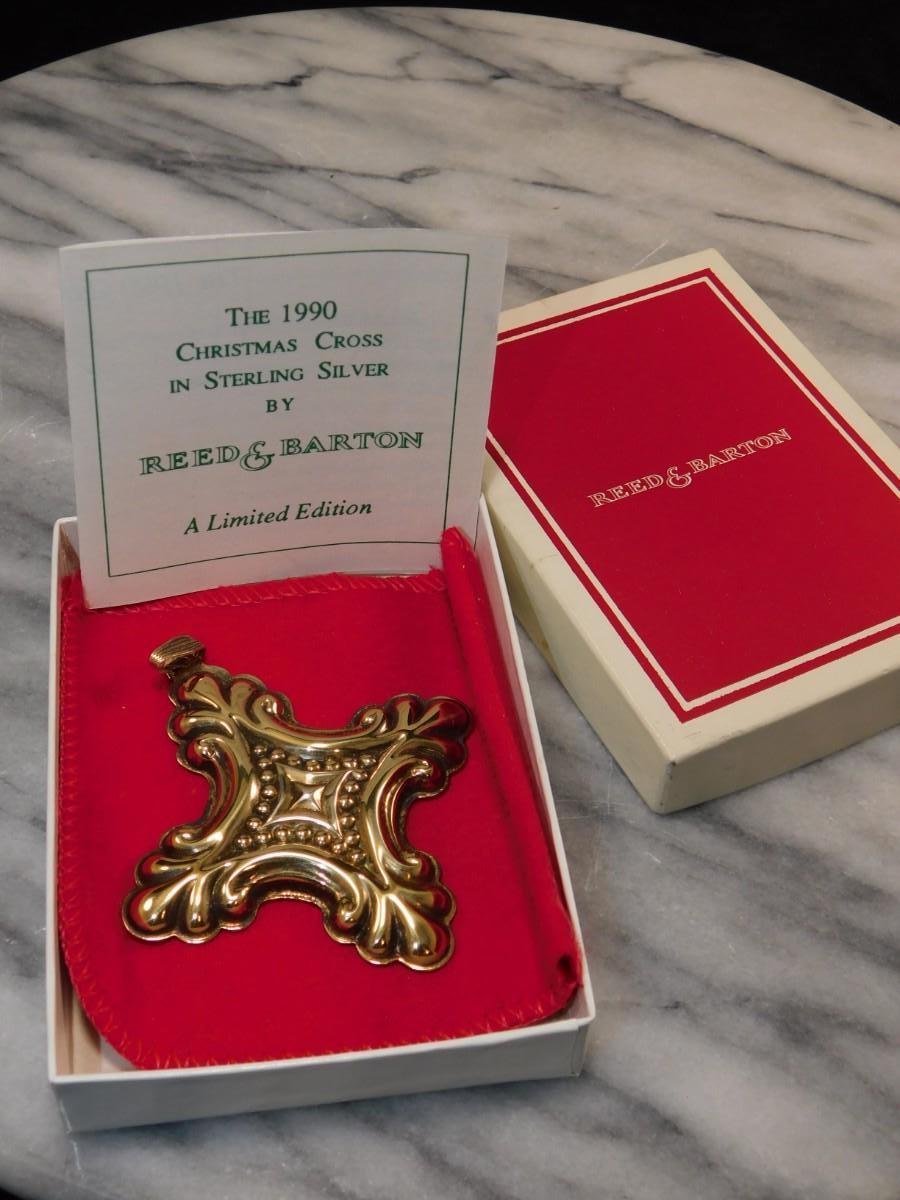 THE 1990
CHRISTMAS CROSS
IN STERLING SILVER
BY
REED & BARTON
A Limited Edition
REED & BARTON